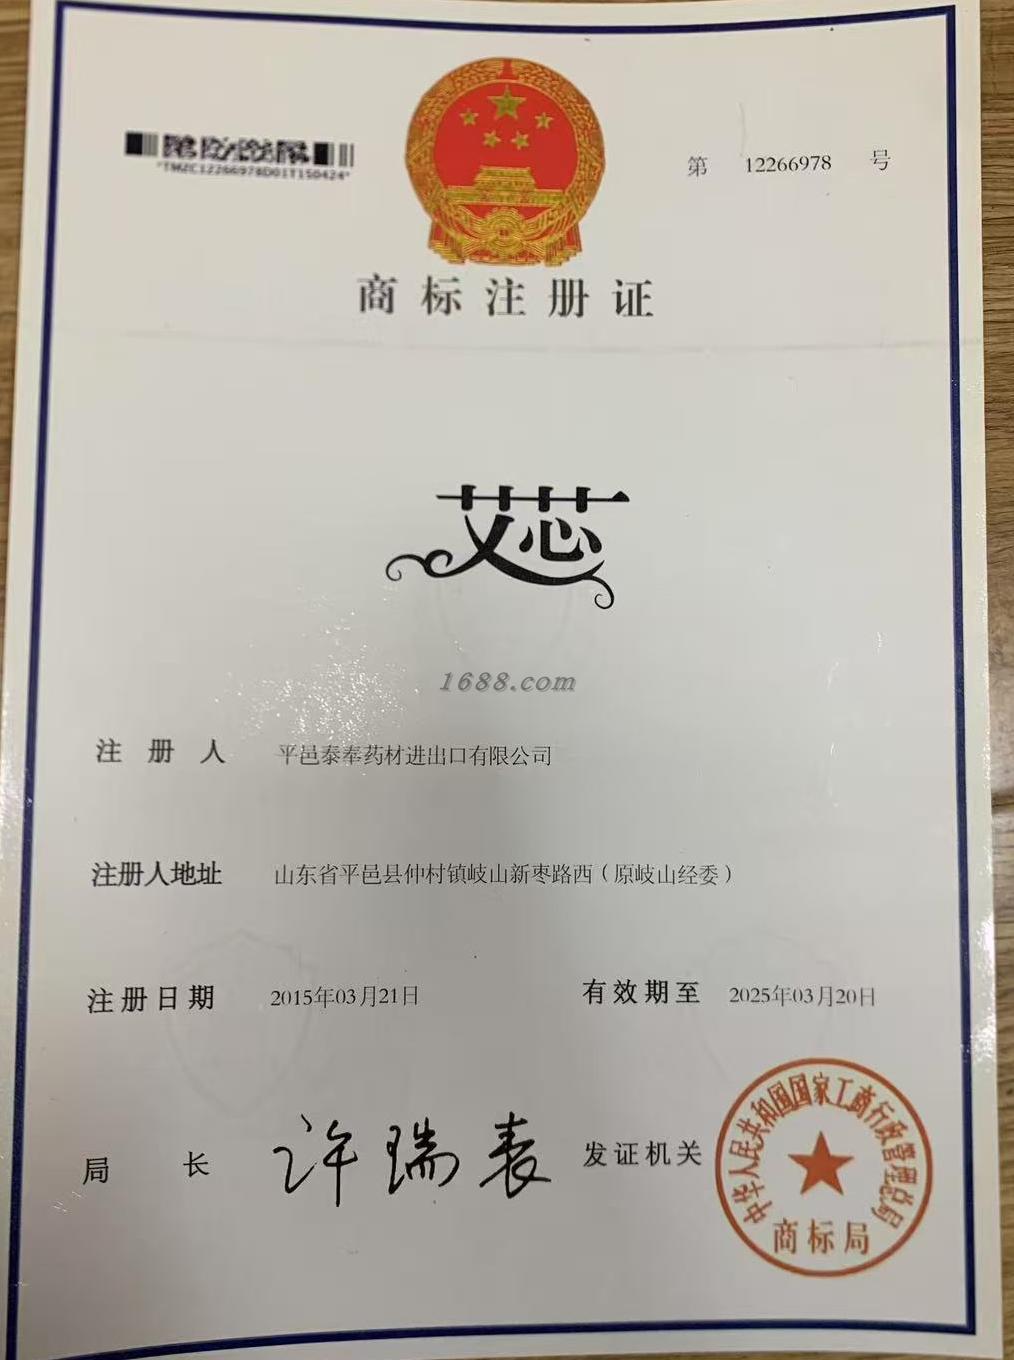 *TMZC12266978D01T150424*
第 12266978 号
商标注册证
艾芯
1688.com
注册人 平邑泰奉药材进出口有限公司
注册人地址 山东省平邑县仲村镇岐山新枣路西（原岐山经委）
注册日期 2015年03月21日 有效期至 2025年03月20日
局长 许瑞表 发证机关
中华人民共和国国家工商行政管理总局
商标局